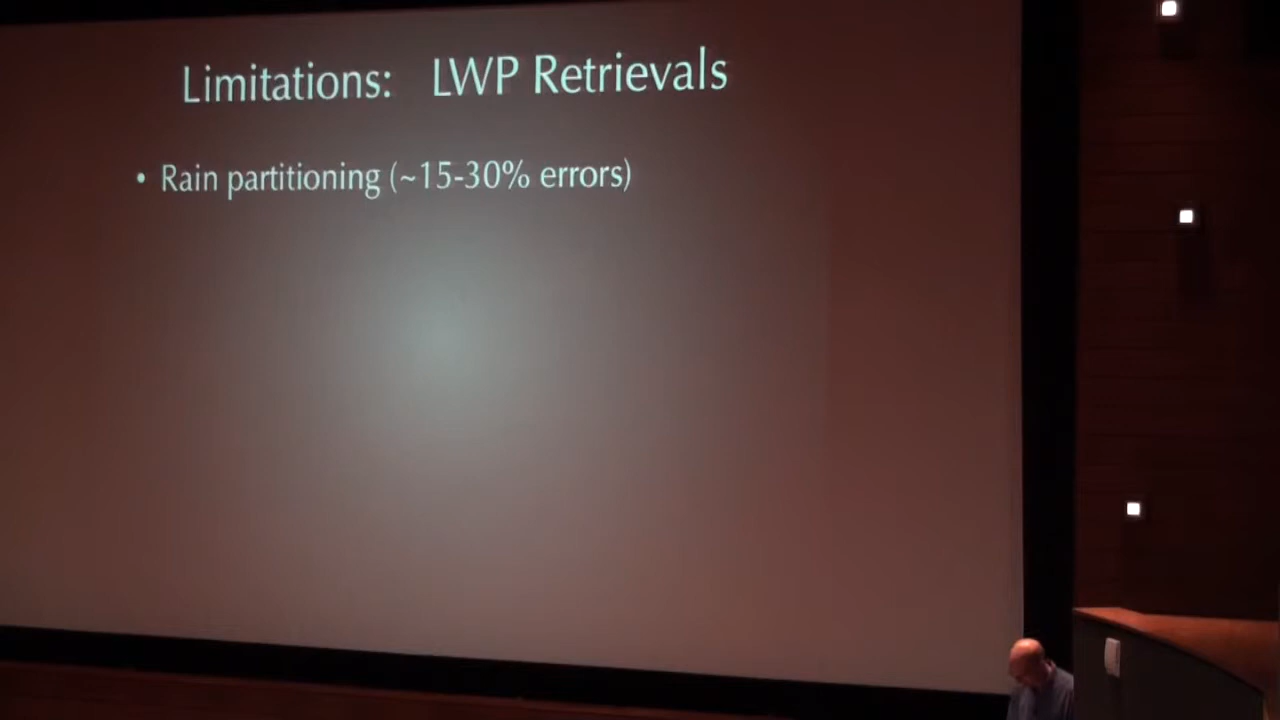 Limitations: LWP Retrievals
• Rain partitioning (~15-30% errors)